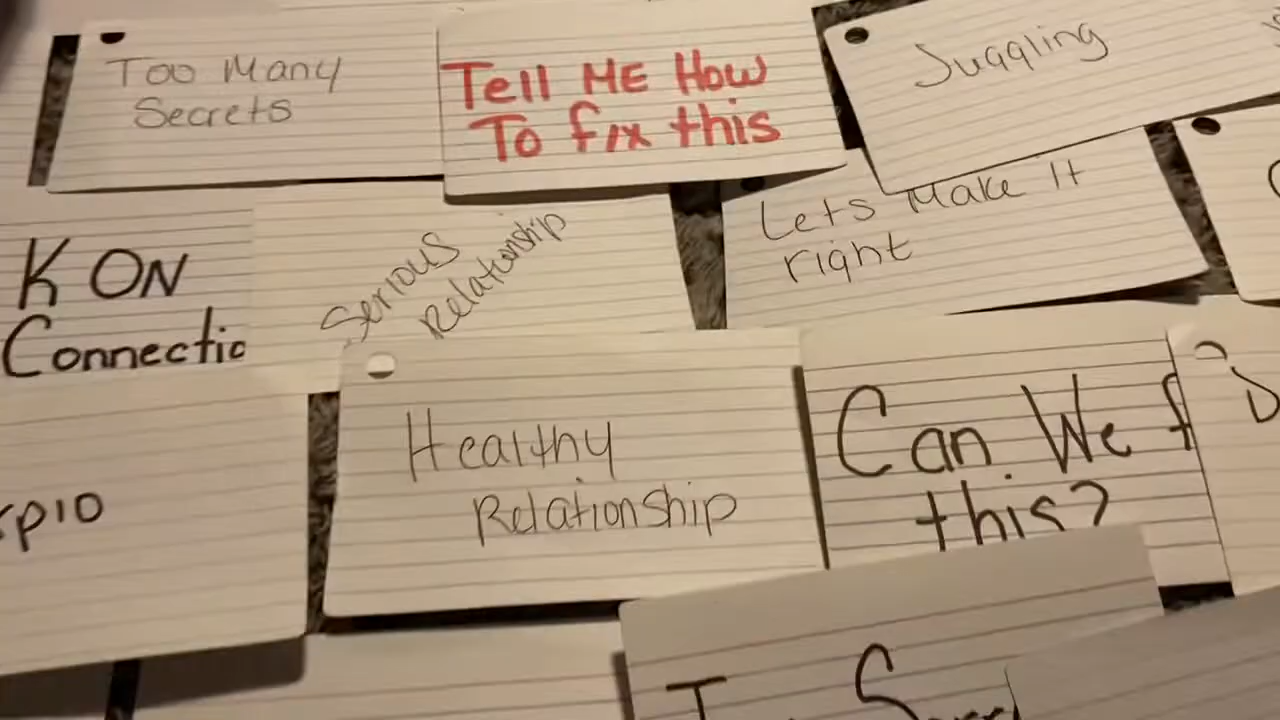 Too Many
Secrets
Tell ME How
To fix this
Juggling
Lets Make It
right
K ON
Connectio
Serious
Relationship
Healthy
Relationship
Can We f
this?
rpio